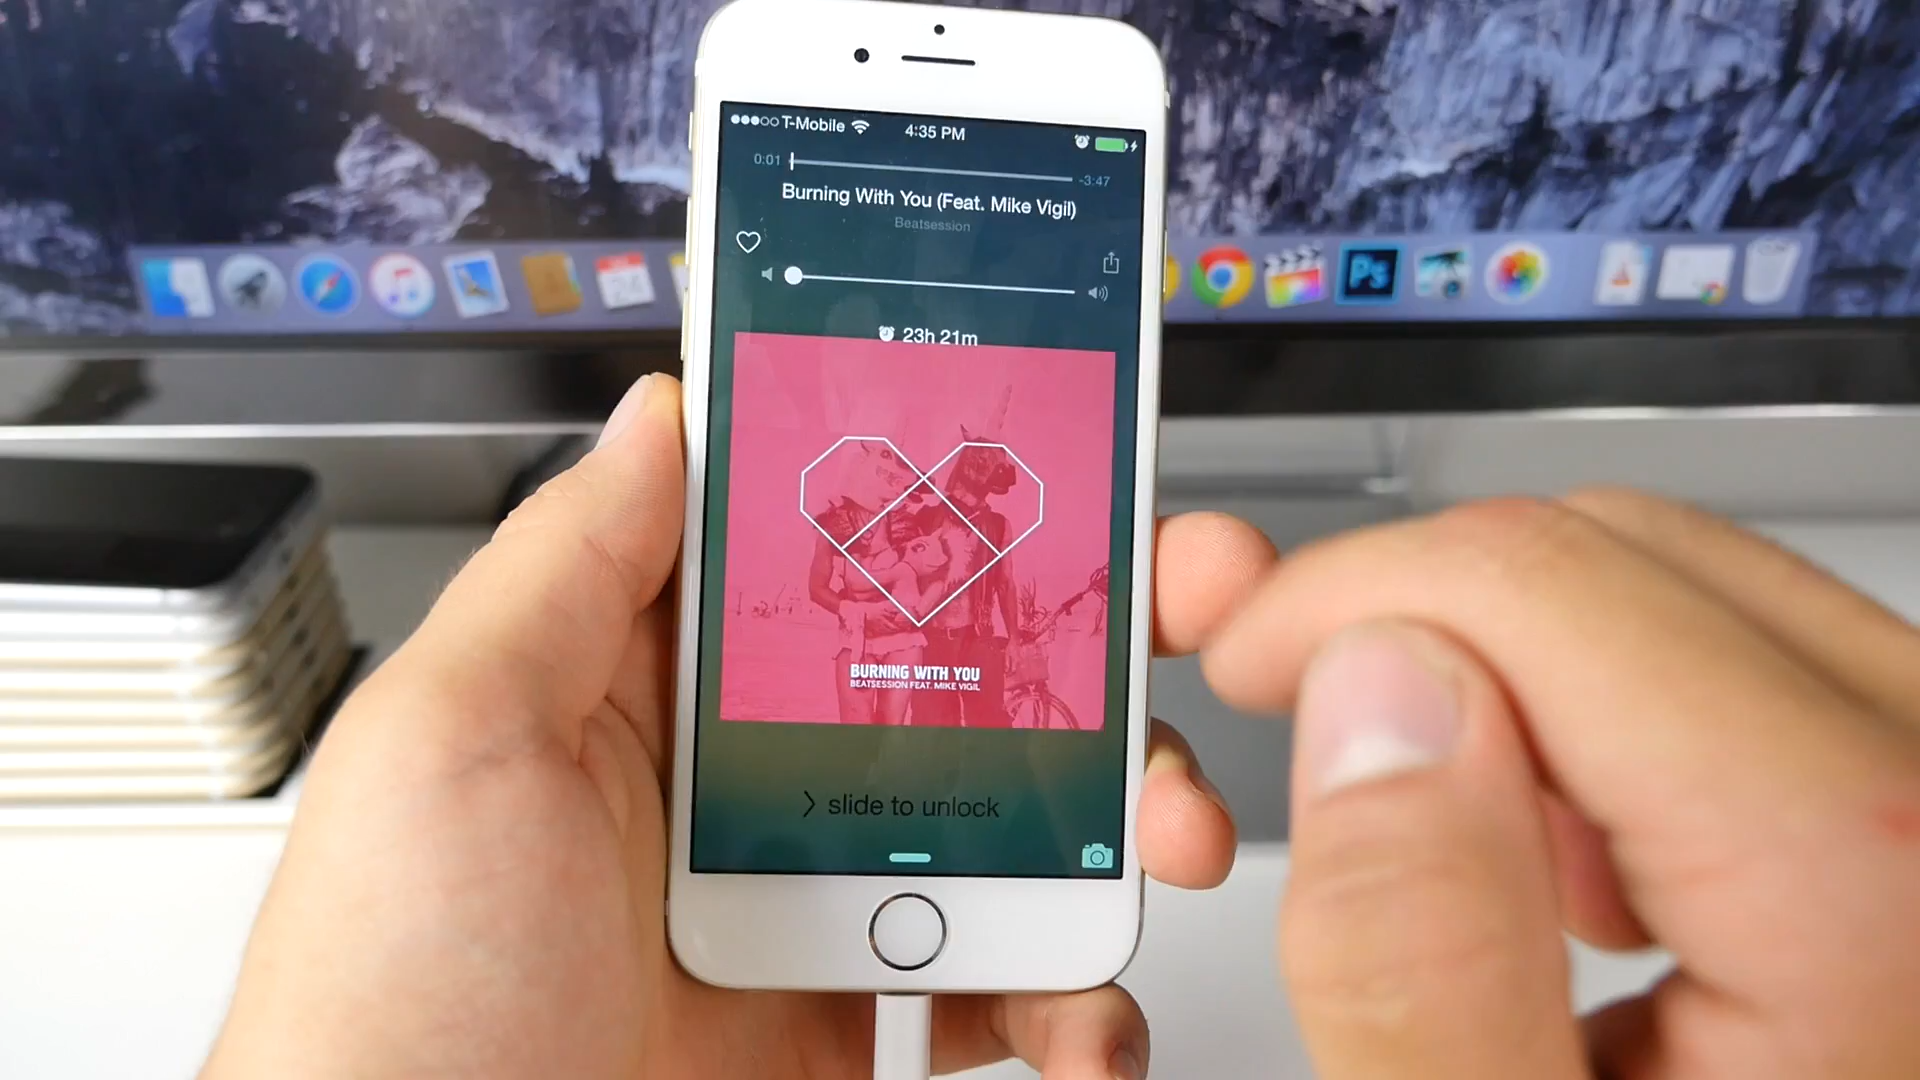 ●●●○○ T-Mobile 4:35 PM
0:01 -3:47
Burning With You (Feat. Mike Vigil)
Beatsession
23h 21m
BURNING WITH YOU
BEATSESSION FEAT. MIKE VIGIL
> slide to unlock
24
Ps